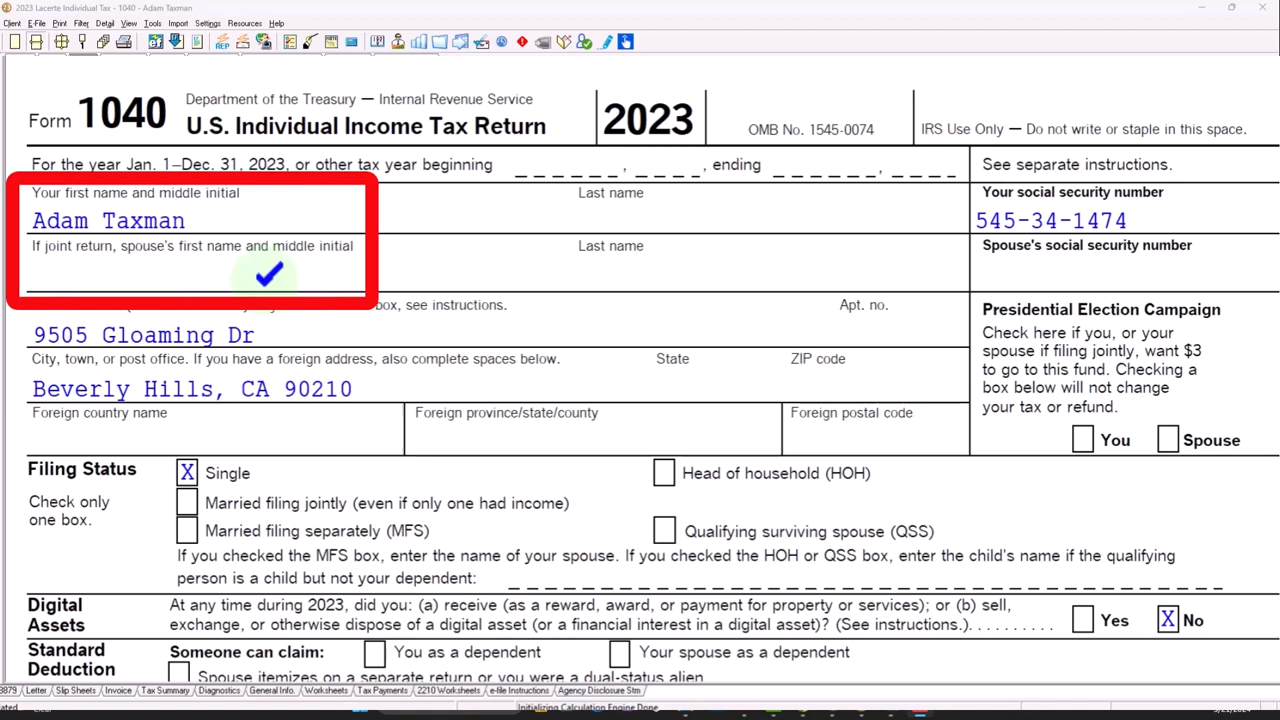 2023 Lacerte Individual Tax - 1040 - Adam Taxman
Client E-File Print Filter Detail View Tools Import Settings Resources Help
Form 1040
Department of the Treasury — Internal Revenue Service
U.S. Individual Income Tax Return
2023
OMB No. 1545-0074
IRS Use Only — Do not write or staple in this space.
For the year Jan. 1–Dec. 31, 2023, or other tax year beginning , , ending , ,
See separate instructions.
Your first name and middle initial
Last name
Your social security number
Adam Taxman
545-34-1474
If joint return, spouse's first name and middle initial
Last name
Spouse's social security number
box, see instructions.
Apt. no.
9505 Gloaming Dr
City, town, or post office. If you have a foreign address, also complete spaces below.
State
ZIP code
Beverly Hills, CA 90210
Foreign country name
Foreign province/state/county
Foreign postal code
Presidential Election Campaign
Check here if you, or your
spouse if filing jointly, want $3
to go to this fund. Checking a
box below will not change
your tax or refund.
You Spouse
Filing Status
Check only
one box.
X Single
Head of household (HOH)
Married filing jointly (even if only one had income)
Married filing separately (MFS)
Qualifying surviving spouse (QSS)
If you checked the MFS box, enter the name of your spouse. If you checked the HOH or QSS box, enter the child's name if the qualifying
person is a child but not your dependent:
Digital
Assets
At any time during 2023, did you: (a) receive (as a reward, award, or payment for property or services); or (b) sell,
exchange, or otherwise dispose of a digital asset (or a financial interest in a digital asset)? (See instructions.) . . . . . . . . . .
Yes X No
Standard
Deduction
Someone can claim: You as a dependent Your spouse as a dependent
Spouse itemizes on a separate return or you were a dual-status alien
8879 Letter Slip Sheets Invoice Tax Summary Diagnostics General Info. Worksheets Tax Payments 2210 Worksheets e-file Instructions Agency Disclosure Stm
Initializing Calculation Engine Done